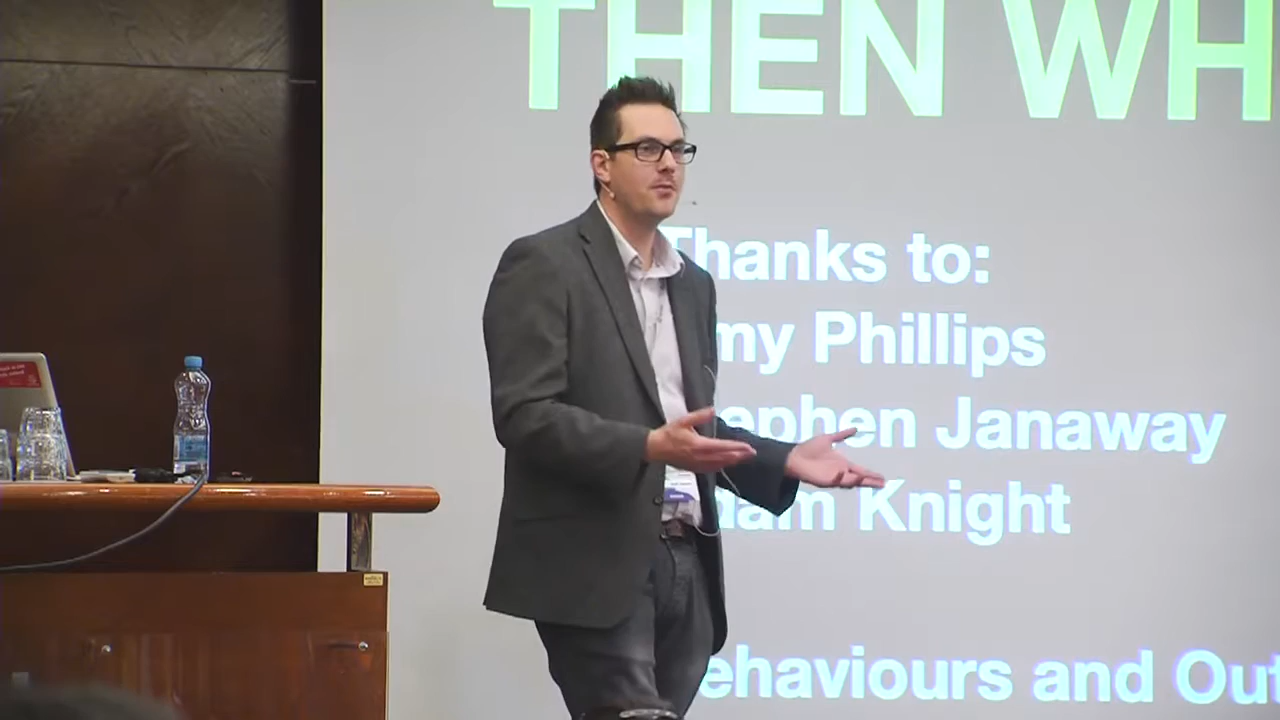 THEN WH
Thanks to:
my Phillips
ephen Janaway
dam Knight
ehaviours and Out